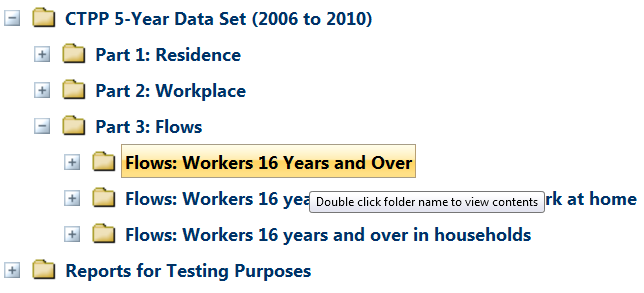 CTPP 5-Year Data Set (2006 to 2010)
Part 1: Residence
Part 2: Workplace
Part 3: Flows
Flows: Workers 16 Years and Over
Flows: Workers 16 yea rk at home
Double click folder name to view contents
Flows: Workers 16 years and over in households
Reports for Testing Purposes